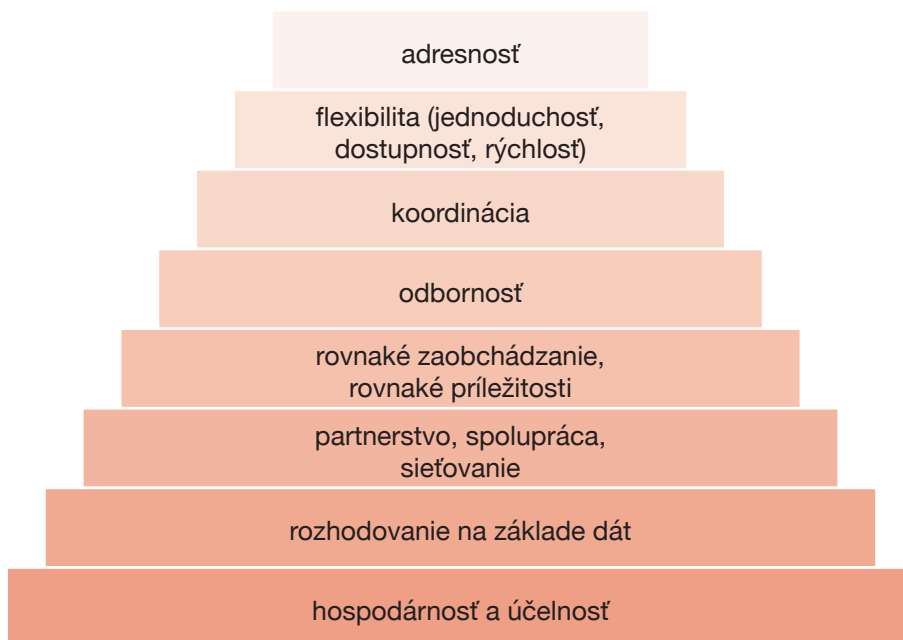 adresnosť
flexibilita (jednoduchosť,
dostupnosť, rýchlosť)
koordinácia
odbornosť
rovnaké zaobchádzanie,
rovnaké príležitosti
partnerstvo, spolupráca,
sieťovanie
rozhodovanie na základe dát
hospodárnosť a účelnosť